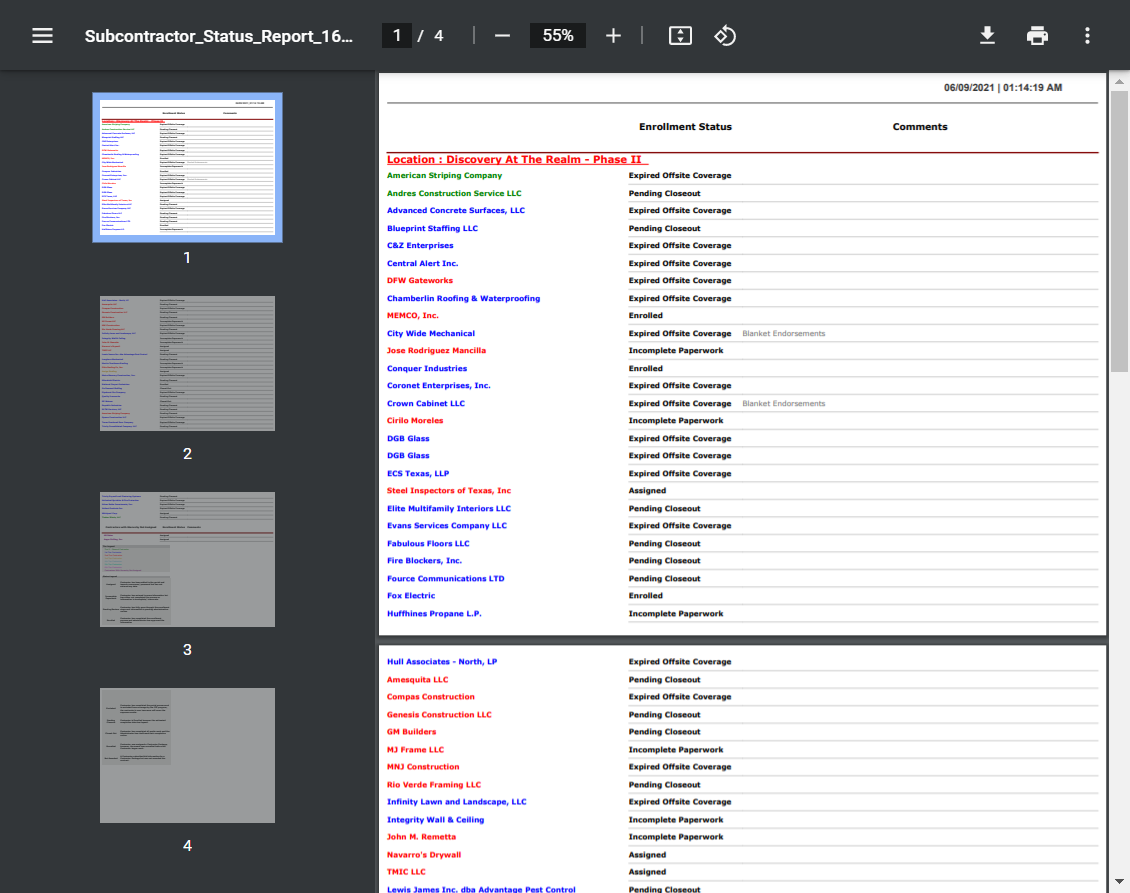 Subcontractor_Status_Report_16... 1 / 4 55%
1
2
3
4
06/09/2021 | 01:14:19 AM
Enrollment Status Comments
Location : Discovery At The Realm - Phase II
American Striping Company Expired Offsite Coverage
Andres Construction Service LLC Pending Closeout
Advanced Concrete Surfaces, LLC Expired Offsite Coverage
Blueprint Staffing LLC Pending Closeout
C&Z Enterprises Expired Offsite Coverage
Central Alert Inc. Expired Offsite Coverage
DFW Gateworks Expired Offsite Coverage
Chamberlin Roofing & Waterproofing Expired Offsite Coverage
MEMCO, Inc. Enrolled
City Wide Mechanical Expired Offsite Coverage Blanket Endorsements
Jose Rodriguez Mancilla Incomplete Paperwork
Conquer Industries Enrolled
Coronet Enterprises, Inc. Expired Offsite Coverage
Crown Cabinet LLC Expired Offsite Coverage Blanket Endorsements
Cirilo Moreles Incomplete Paperwork
DGB Glass Expired Offsite Coverage
DGB Glass Expired Offsite Coverage
ECS Texas, LLP Expired Offsite Coverage
Steel Inspectors of Texas, Inc Assigned
Elite Multifamily Interiors LLC Pending Closeout
Evans Services Company LLC Expired Offsite Coverage
Fabulous Floors LLC Pending Closeout
Fire Blockers, Inc. Pending Closeout
Fource Communications LTD Pending Closeout
Fox Electric Enrolled
Huffhines Propane L.P. Incomplete Paperwork
Hull Associates - North, LP Expired Offsite Coverage
Amesquita LLC Pending Closeout
Compas Construction Expired Offsite Coverage
Genesis Construction LLC Pending Closeout
GM Builders Pending Closeout
MJ Frame LLC Incomplete Paperwork
MNJ Construction Expired Offsite Coverage
Rio Verde Framing LLC Pending Closeout
Infinity Lawn and Landscape, LLC Expired Offsite Coverage
Integrity Wall & Ceiling Incomplete Paperwork
John M. Remetta Incomplete Paperwork
Navarro's Drywall Assigned
TMIC LLC Assigned
Lewis James Inc. dba Advantage Pest Control Pending Closeout